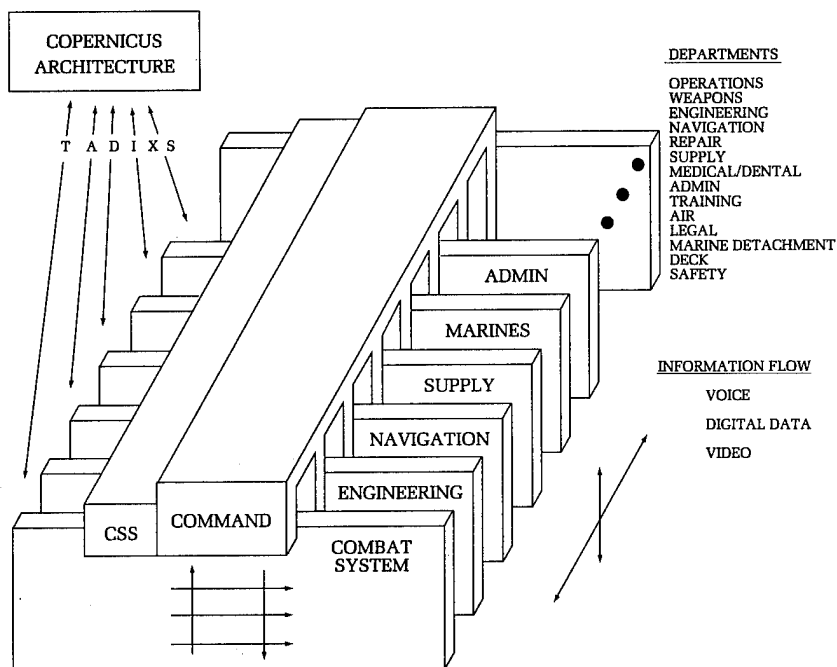 COPERNICUS
ARCHITECTURE
T A D I X S
DEPARTMENTS
OPERATIONS
WEAPONS
ENGINEERING
NAVIGATION
REPAIR
SUPPLY
MEDICAL/DENTAL
ADMIN
TRAINING
AIR
LEGAL
MARINE DETACHMENT
DECK
SAFETY
ADMIN
MARINES
SUPPLY
NAVIGATION
ENGINEERING
COMBAT
SYSTEM
CSS
COMMAND
INFORMATION FLOW
VOICE
DIGITAL DATA
VIDEO